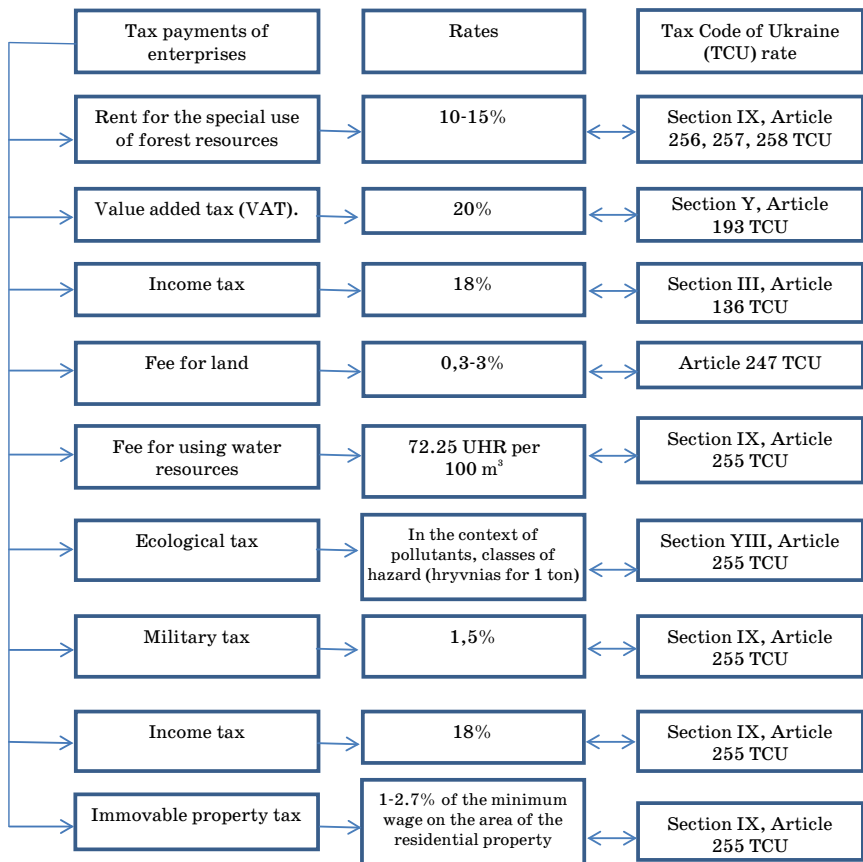 Tax payments of
enterprises
Rates
Tax Code of Ukraine
(TCU) rate
Rent for the special use
of forest resources
10-15%
Section IX, Article
256, 257, 258 TCU
Value added tax (VAT).
20%
Section Y, Article
193 TCU
Income tax
18%
Section III, Article
136 TCU
Fee for land
0,3-3%
Article 247 TCU
Fee for using water
resources
72.25 UHR per
100 m³
Section IX, Article
255 TCU
Ecological tax
In the context of
pollutants, classes of
hazard (hryvnias for 1 ton)
Section YIII, Article
255 TCU
Military tax
1,5%
Section IX, Article
255 TCU
Income tax
18%
Section IX, Article
255 TCU
Immovable property tax
1-2.7% of the minimum
wage on the area of the
residential property
Section IX, Article
255 TCU